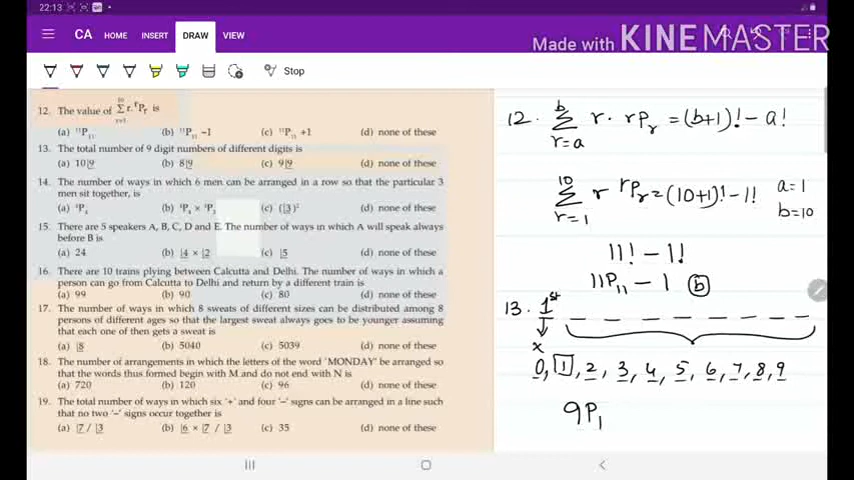 22:13
CA HOME INSERT DRAW VIEW
Made with KINEMASTER
Stop
12. The value of 10 Σ r=1 r. ʳPᵣ is
(a) ¹¹P₁₁ (b) ¹¹P₁₁ −1 (c) ¹¹P₁₁ +1 (d) none of these
13. The total number of 9 digit numbers of different digits is
(a) 10|9 (b) 8|9 (c) 9|9 (d) none of these
14. The number of ways in which 6 men can be arranged in a row so that the particular 3
men sit together, is
(a) ⁴P₄ (b) ⁴P₄ × ³P₃ (c) (|3)² (d) none of these
15. There are 5 speakers A, B, C, D and E. The number of ways in which A will speak always
before B is
(a) 24 (b) |4 × |2 (c) |5 (d) none of these
16. There are 10 trains plying between Calcutta and Delhi. The number of ways in which a
person can go from Calcutta to Delhi and return by a different train is
(a) 99 (b) 90 (c) 80 (d) none of these
17. The number of ways in which 8 sweats of different sizes can be distributed among 8
persons of different ages so that the largest sweat always goes to be younger assuming
that each one of then gets a sweat is
(a) |8 (b) 5040 (c) 5039 (d) none of these
18. The number of arrangements in which the letters of the word 'MONDAY' be arranged so
that the words thus formed begin with M and do not end with N is
(a) 720 (b) 120 (c) 96 (d) none of these
19. The total number of ways in which six '+' and four '–' signs can be arranged in a line such
that no two '–' signs occur together is
(a) |7 / |3 (b) |6 × |7 / |3 (c) 35 (d) none of these
12. b Σ r=a r . rPᵣ = (b+1)! − a!
10 Σ r=1 r rPᵣ = (10+1)! − 1! a=1
b=10
11! − 1!
11P₁₁ − 1 (b)
13. 1st
x
0, 1, 2, 3, 4, 5, 6, 7, 8, 9
9P₁